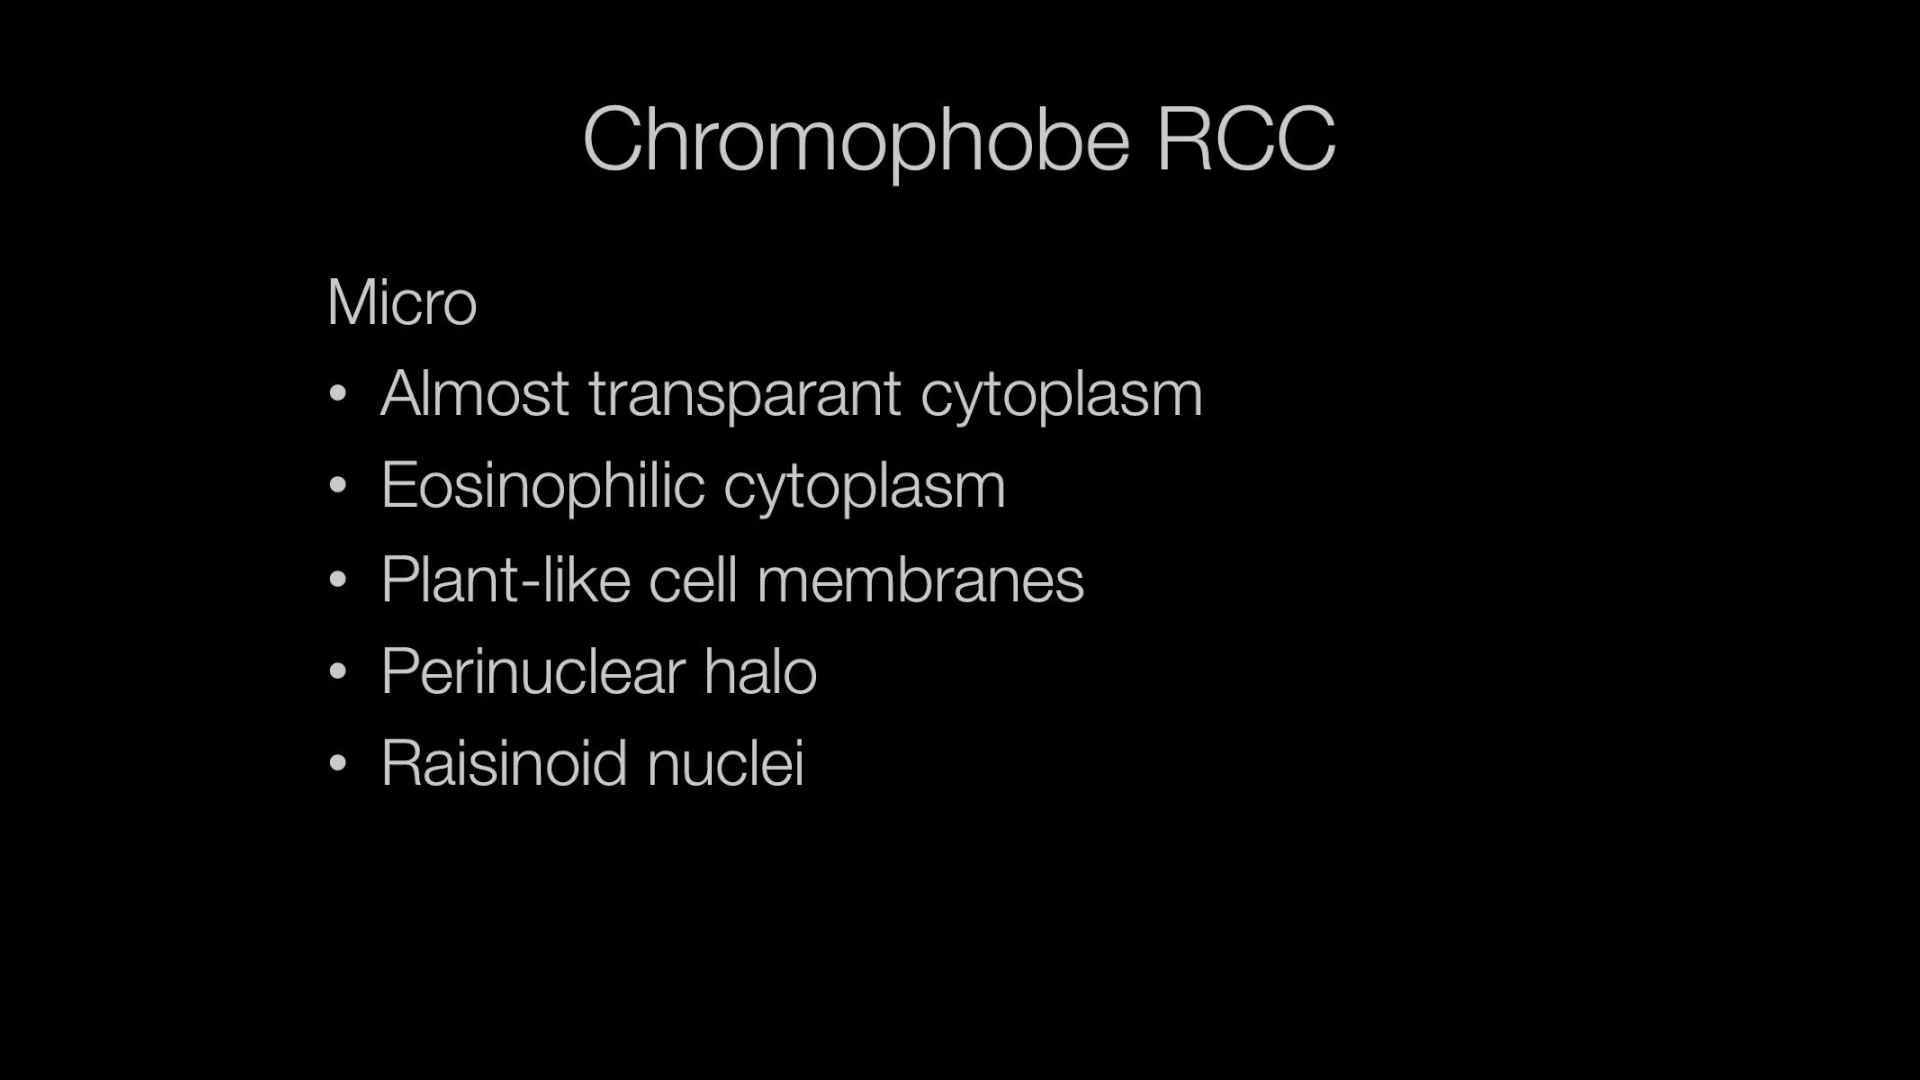 Chromophobe RCC
Micro
• Almost transparant cytoplasm
• Eosinophilic cytoplasm
• Plant-like cell membranes
• Perinuclear halo
• Raisinoid nuclei